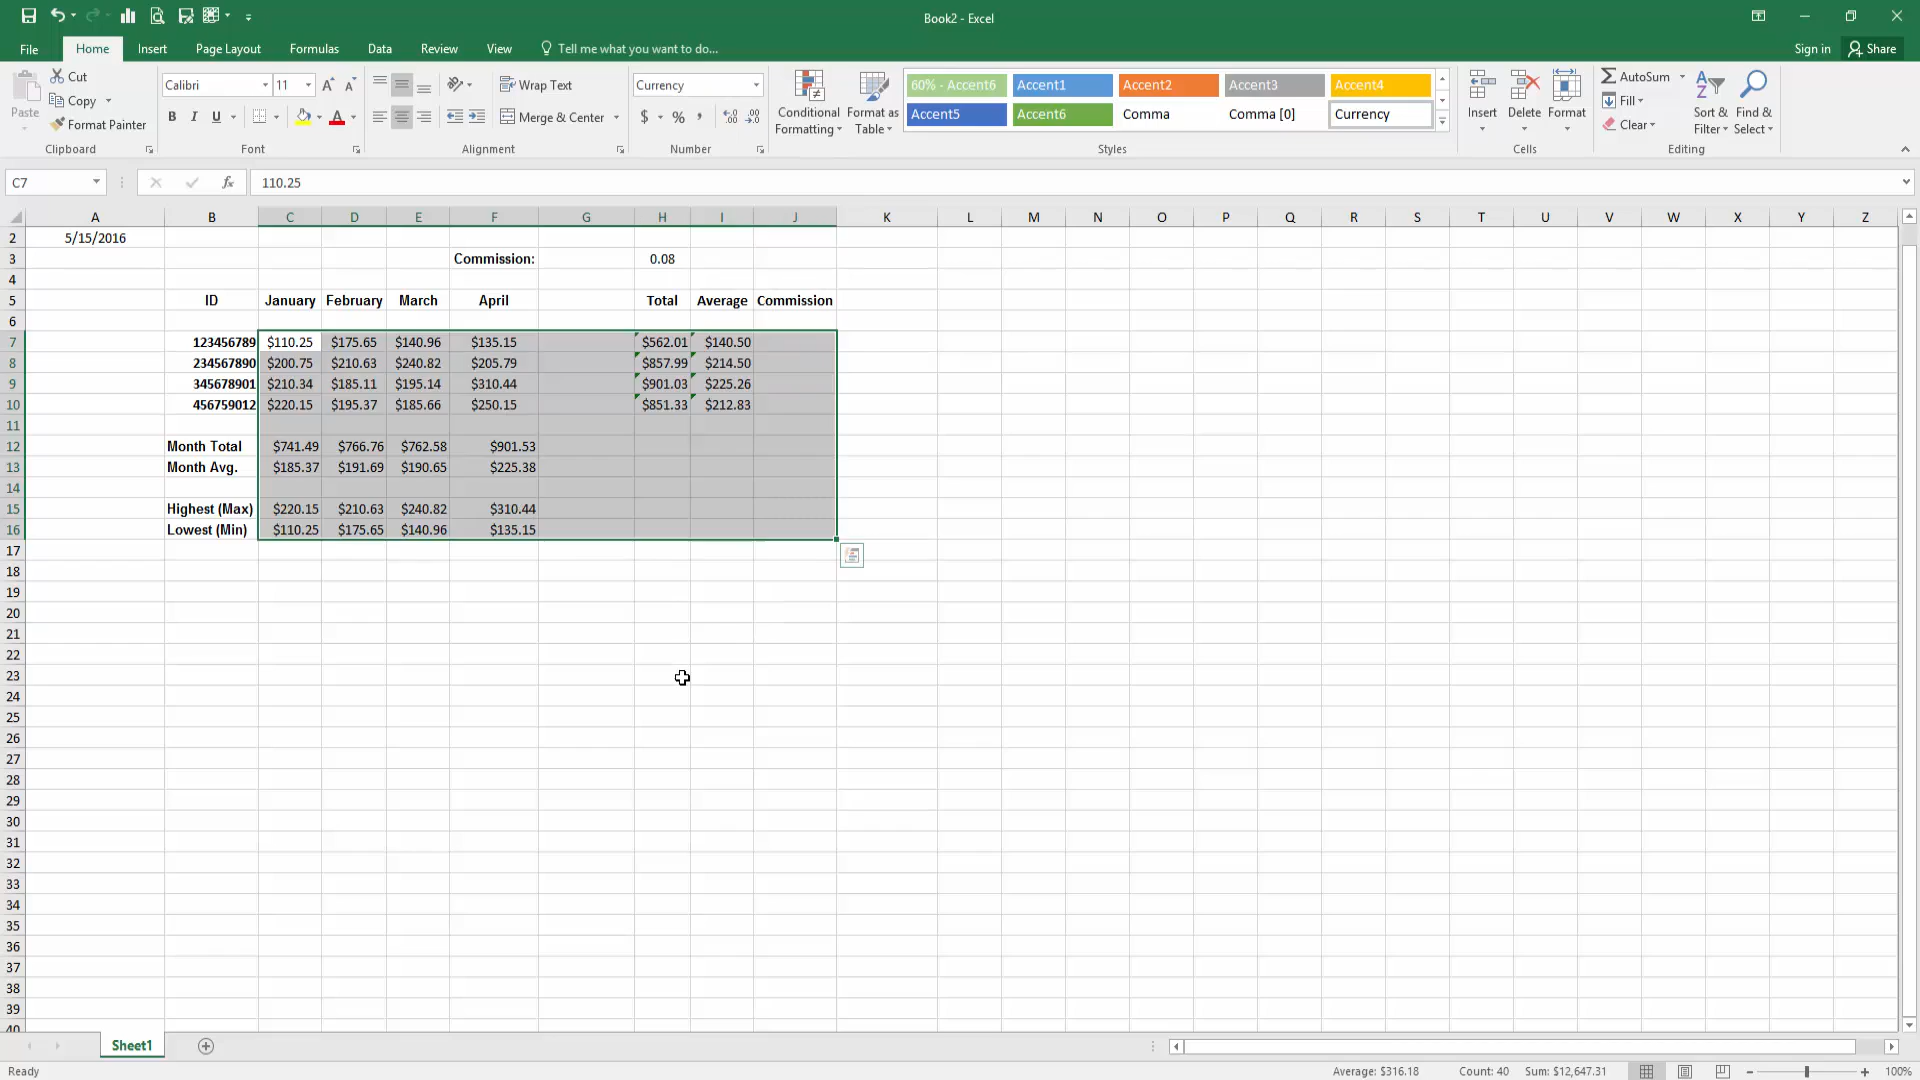 Book2 - Excel
File Home Insert Page Layout Formulas Data Review View Tell me what you want to do... Sign in Share
Paste Cut Copy Format Painter Clipboard
Calibri 11 A A B I U A Font
Wrap Text Merge & Center Alignment
Currency $ % , .0 .00 .00 .0 Number
Conditional Formatting Format as Table
60% - Accent6 Accent1 Accent2 Accent3 Accent4
Accent5 Accent6 Comma Comma [0] Currency
Styles
Insert Delete Format Cells
AutoSum Fill Clear Sort & Filter Find & Select Editing
C7 fx 110.25
A B C D E F G H I J K L M N O P Q R S T U V W X Y Z
2 5/15/2016
3 Commission: 0.08
4
5 ID January February March April Total Average Commission
6
7 123456789 $110.25 $175.65 $140.96 $135.15 $562.01 $140.50
8 234567890 $200.75 $210.63 $240.82 $205.79 $857.99 $214.50
9 345678901 $210.34 $185.11 $195.14 $310.44 $901.03 $225.26
10 456759012 $220.15 $195.37 $185.66 $250.15 $851.33 $212.83
11
12 Month Total $741.49 $766.76 $762.58 $901.53
13 Month Avg. $185.37 $191.69 $190.65 $225.38
14
15 Highest (Max) $220.15 $210.63 $240.82 $310.44
16 Lowest (Min) $110.25 $175.65 $140.96 $135.15
17
18
19
20
21
22
23
24
25
26
27
28
29
30
31
32
33
34
35
36
37
38
39
40
Sheet1
Ready Average: $316.18 Count: 40 Sum: $12,647.31 100%